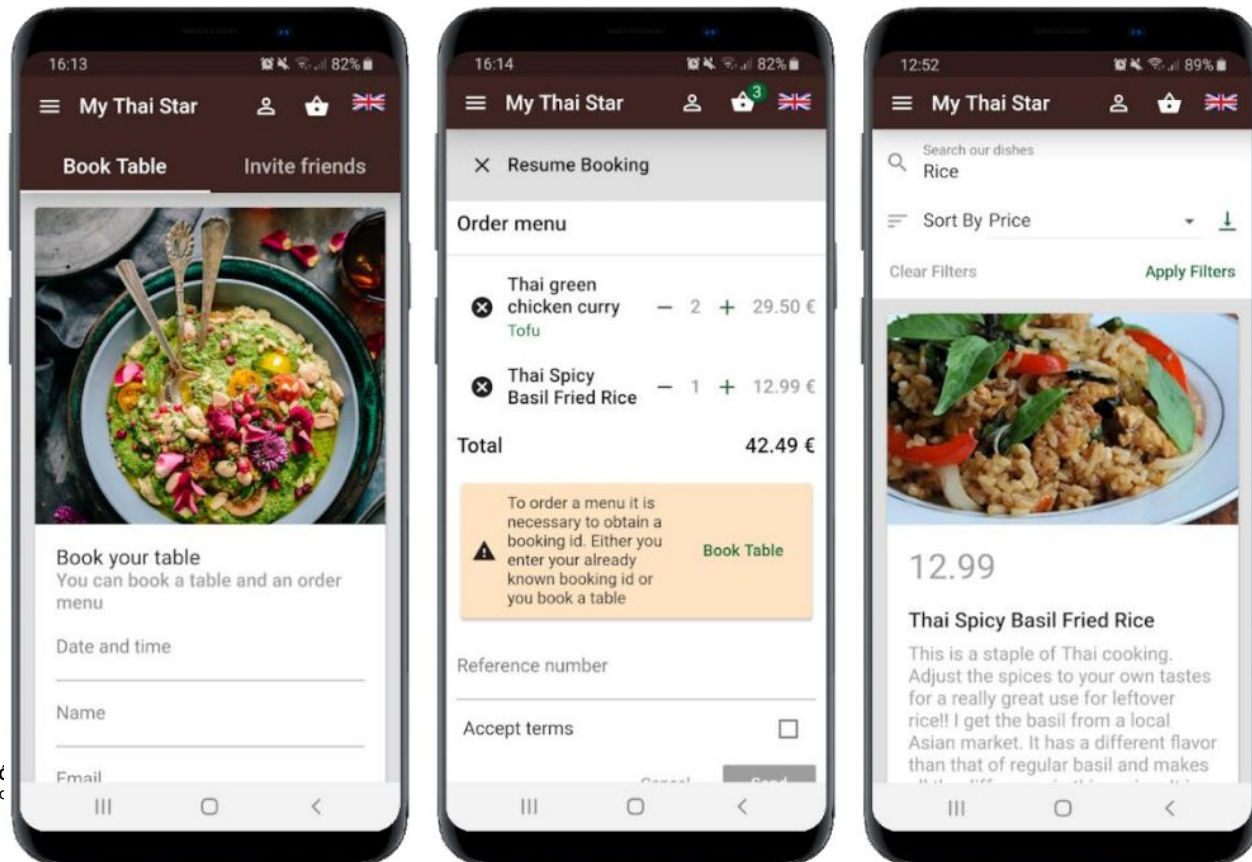 16:13
82%
My Thai Star
Book Table
Invite friends
Book your table
You can book a table and an order
menu
Date and time
Name
Email
16:14
82%
My Thai Star
3
Resume Booking
Order menu
Thai green
chicken curry
2
29.50 €
Tofu
Thai Spicy
Basil Fried Rice
1
12.99 €
Total
42.49 €
To order a menu it is
necessary to obtain a
booking id. Either you
enter your already
known booking id or
you book a table
Book Table
Reference number
Accept terms
Cancel
Send
12:52
89%
My Thai Star
Search our dishes
Rice
Sort By Price
Clear Filters
Apply Filters
12.99
Thai Spicy Basil Fried Rice
This is a staple of Thai cooking.
Adjust the spices to your own tastes
for a really great use for leftover
rice!! I get the basil from a local
Asian market. It has a different flavor
than that of regular basil and makes